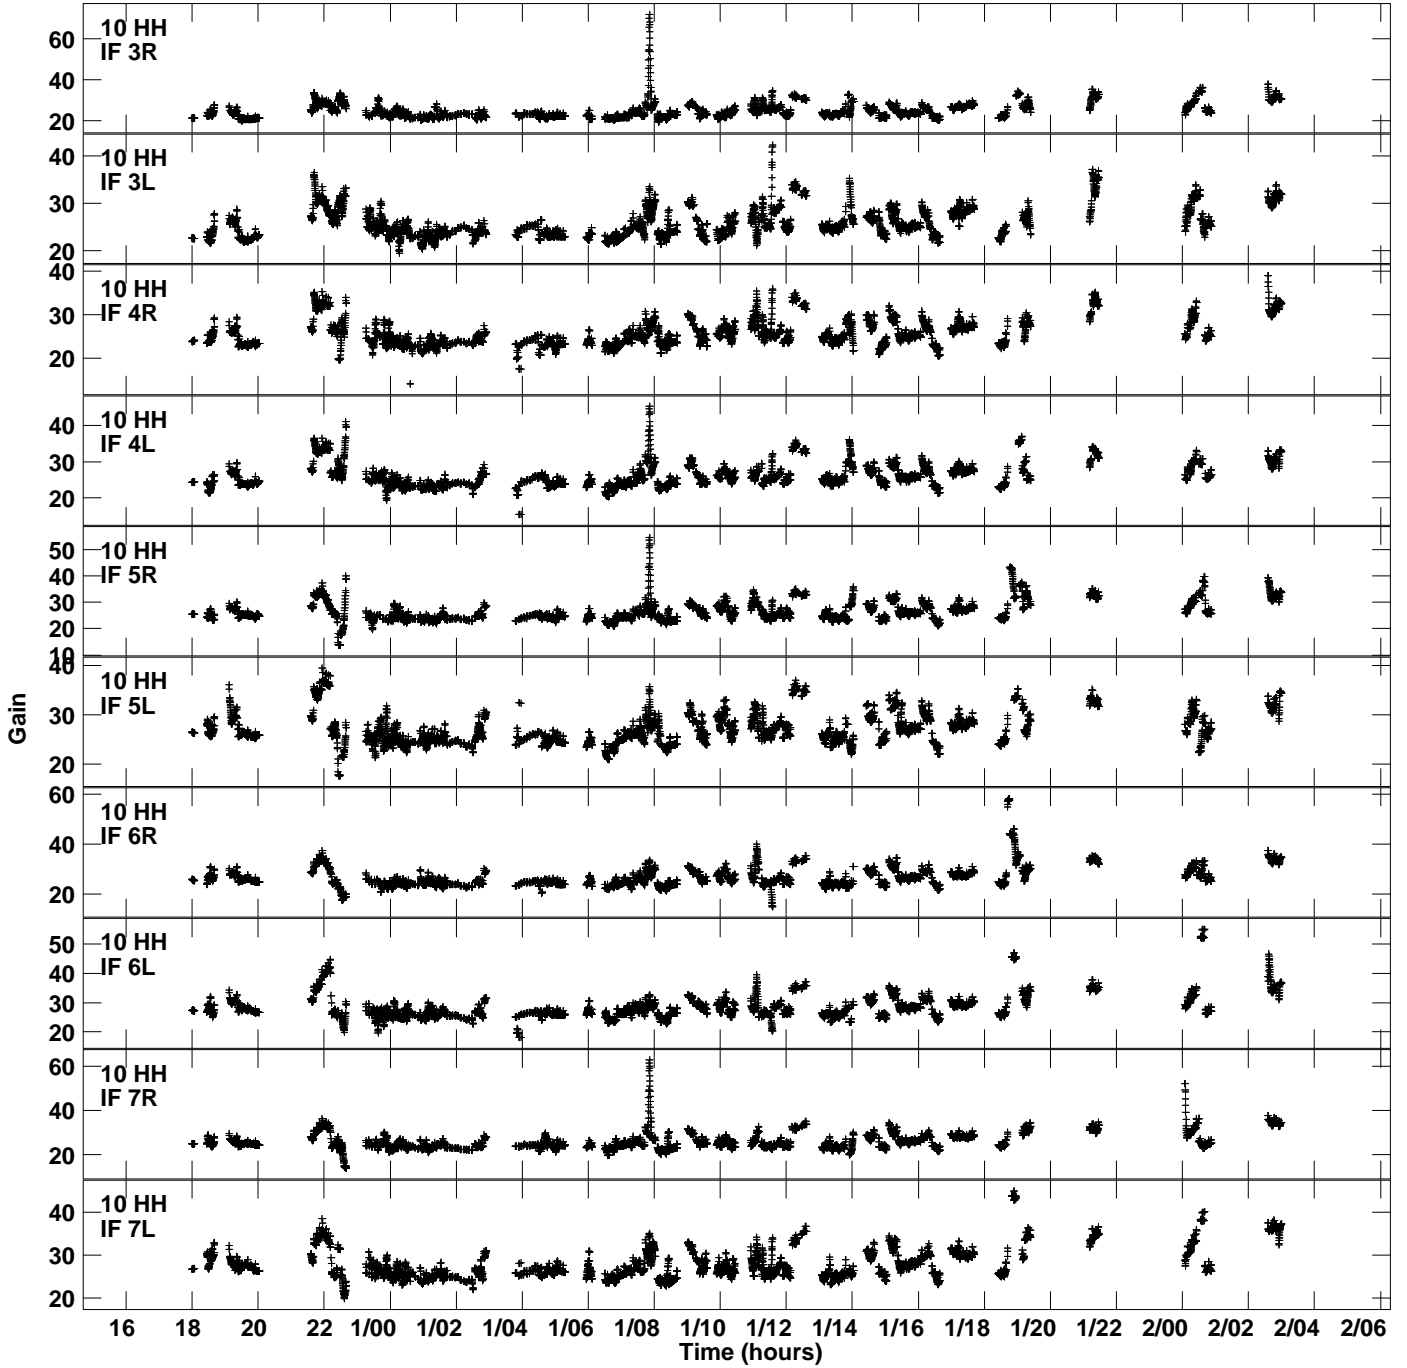 10 HH
IF 3R
60
40
20
10 HH
IF 3L
40
30
20
10 HH
IF 4R
40
30
20
10 HH
IF 4L
40
30
20
10 HH
IF 5R
50
40
30
20
10
10 HH
IF 5L
40
30
20
10 HH
IF 6R
60
40
20
10 HH
IF 6L
50
40
30
20
10 HH
IF 7R
60
40
20
10 HH
IF 7L
40
30
20
Gain
16 18 20 22 1/00 1/02 1/04 1/06 1/08 1/10 1/12 1/14 1/16 1/18 1/20 1/22 2/00 2/02 2/04 2/06
Time (hours)